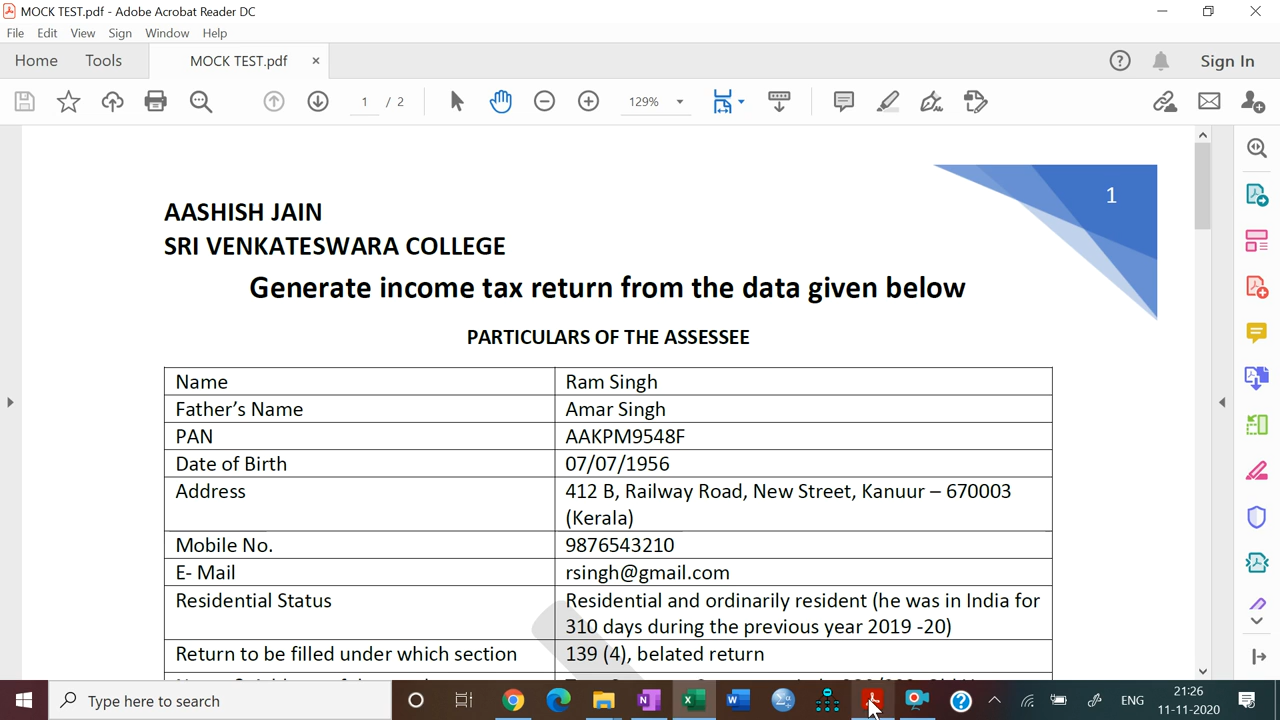 MOCK TEST.pdf - Adobe Acrobat Reader DC
File Edit View Sign Window Help
Home Tools MOCK TEST.pdf × Sign In
1 / 2 129%
1
AASHISH JAIN
SRI VENKATESWARA COLLEGE
Generate income tax return from the data given below
PARTICULARS OF THE ASSESSEE
Name Ram Singh
Father's Name Amar Singh
PAN AAKPM9548F
Date of Birth 07/07/1956
Address 412 B, Railway Road, New Street, Kanuur – 670003
(Kerala)
Mobile No. 9876543210
E- Mail rsingh@gmail.com
Residential Status Residential and ordinarily resident (he was in India for
310 days during the previous year 2019 -20)
Return to be filled under which section 139 (4), belated return
Type here to search ENG 21:26
11-11-2020